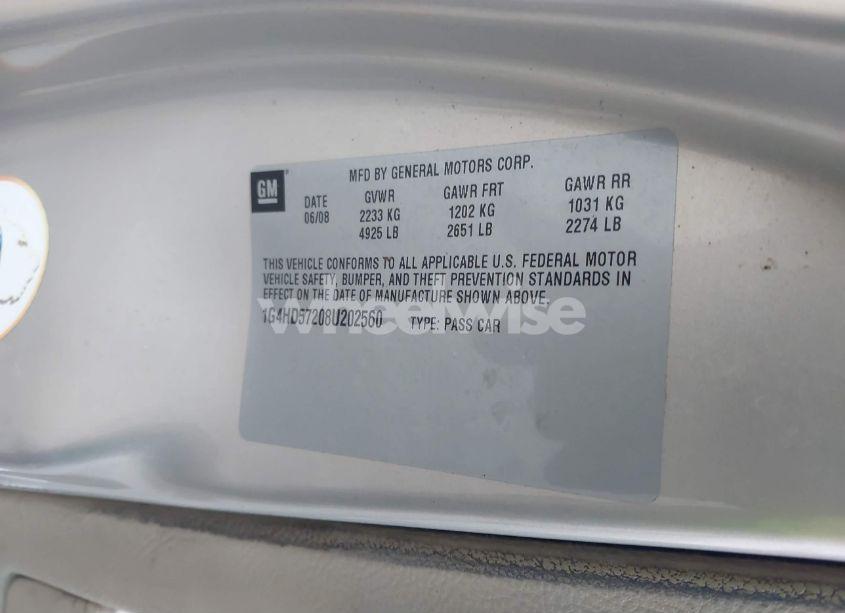 GM
MFD BY GENERAL MOTORS CORP.
DATE GVWR GAWR FRT GAWR RR
06/08 2233 KG 1202 KG 1031 KG
4925 LB 2651 LB 2274 LB
THIS VEHICLE CONFORMS TO ALL APPLICABLE U.S. FEDERAL MOTOR
VEHICLE SAFETY, BUMPER, AND THEFT PREVENTION STANDARDS IN
EFFECT ON THE DATE OF MANUFACTURE SHOWN ABOVE.
1G4HD57208U202560 TYPE: PASS CAR
wheelwise